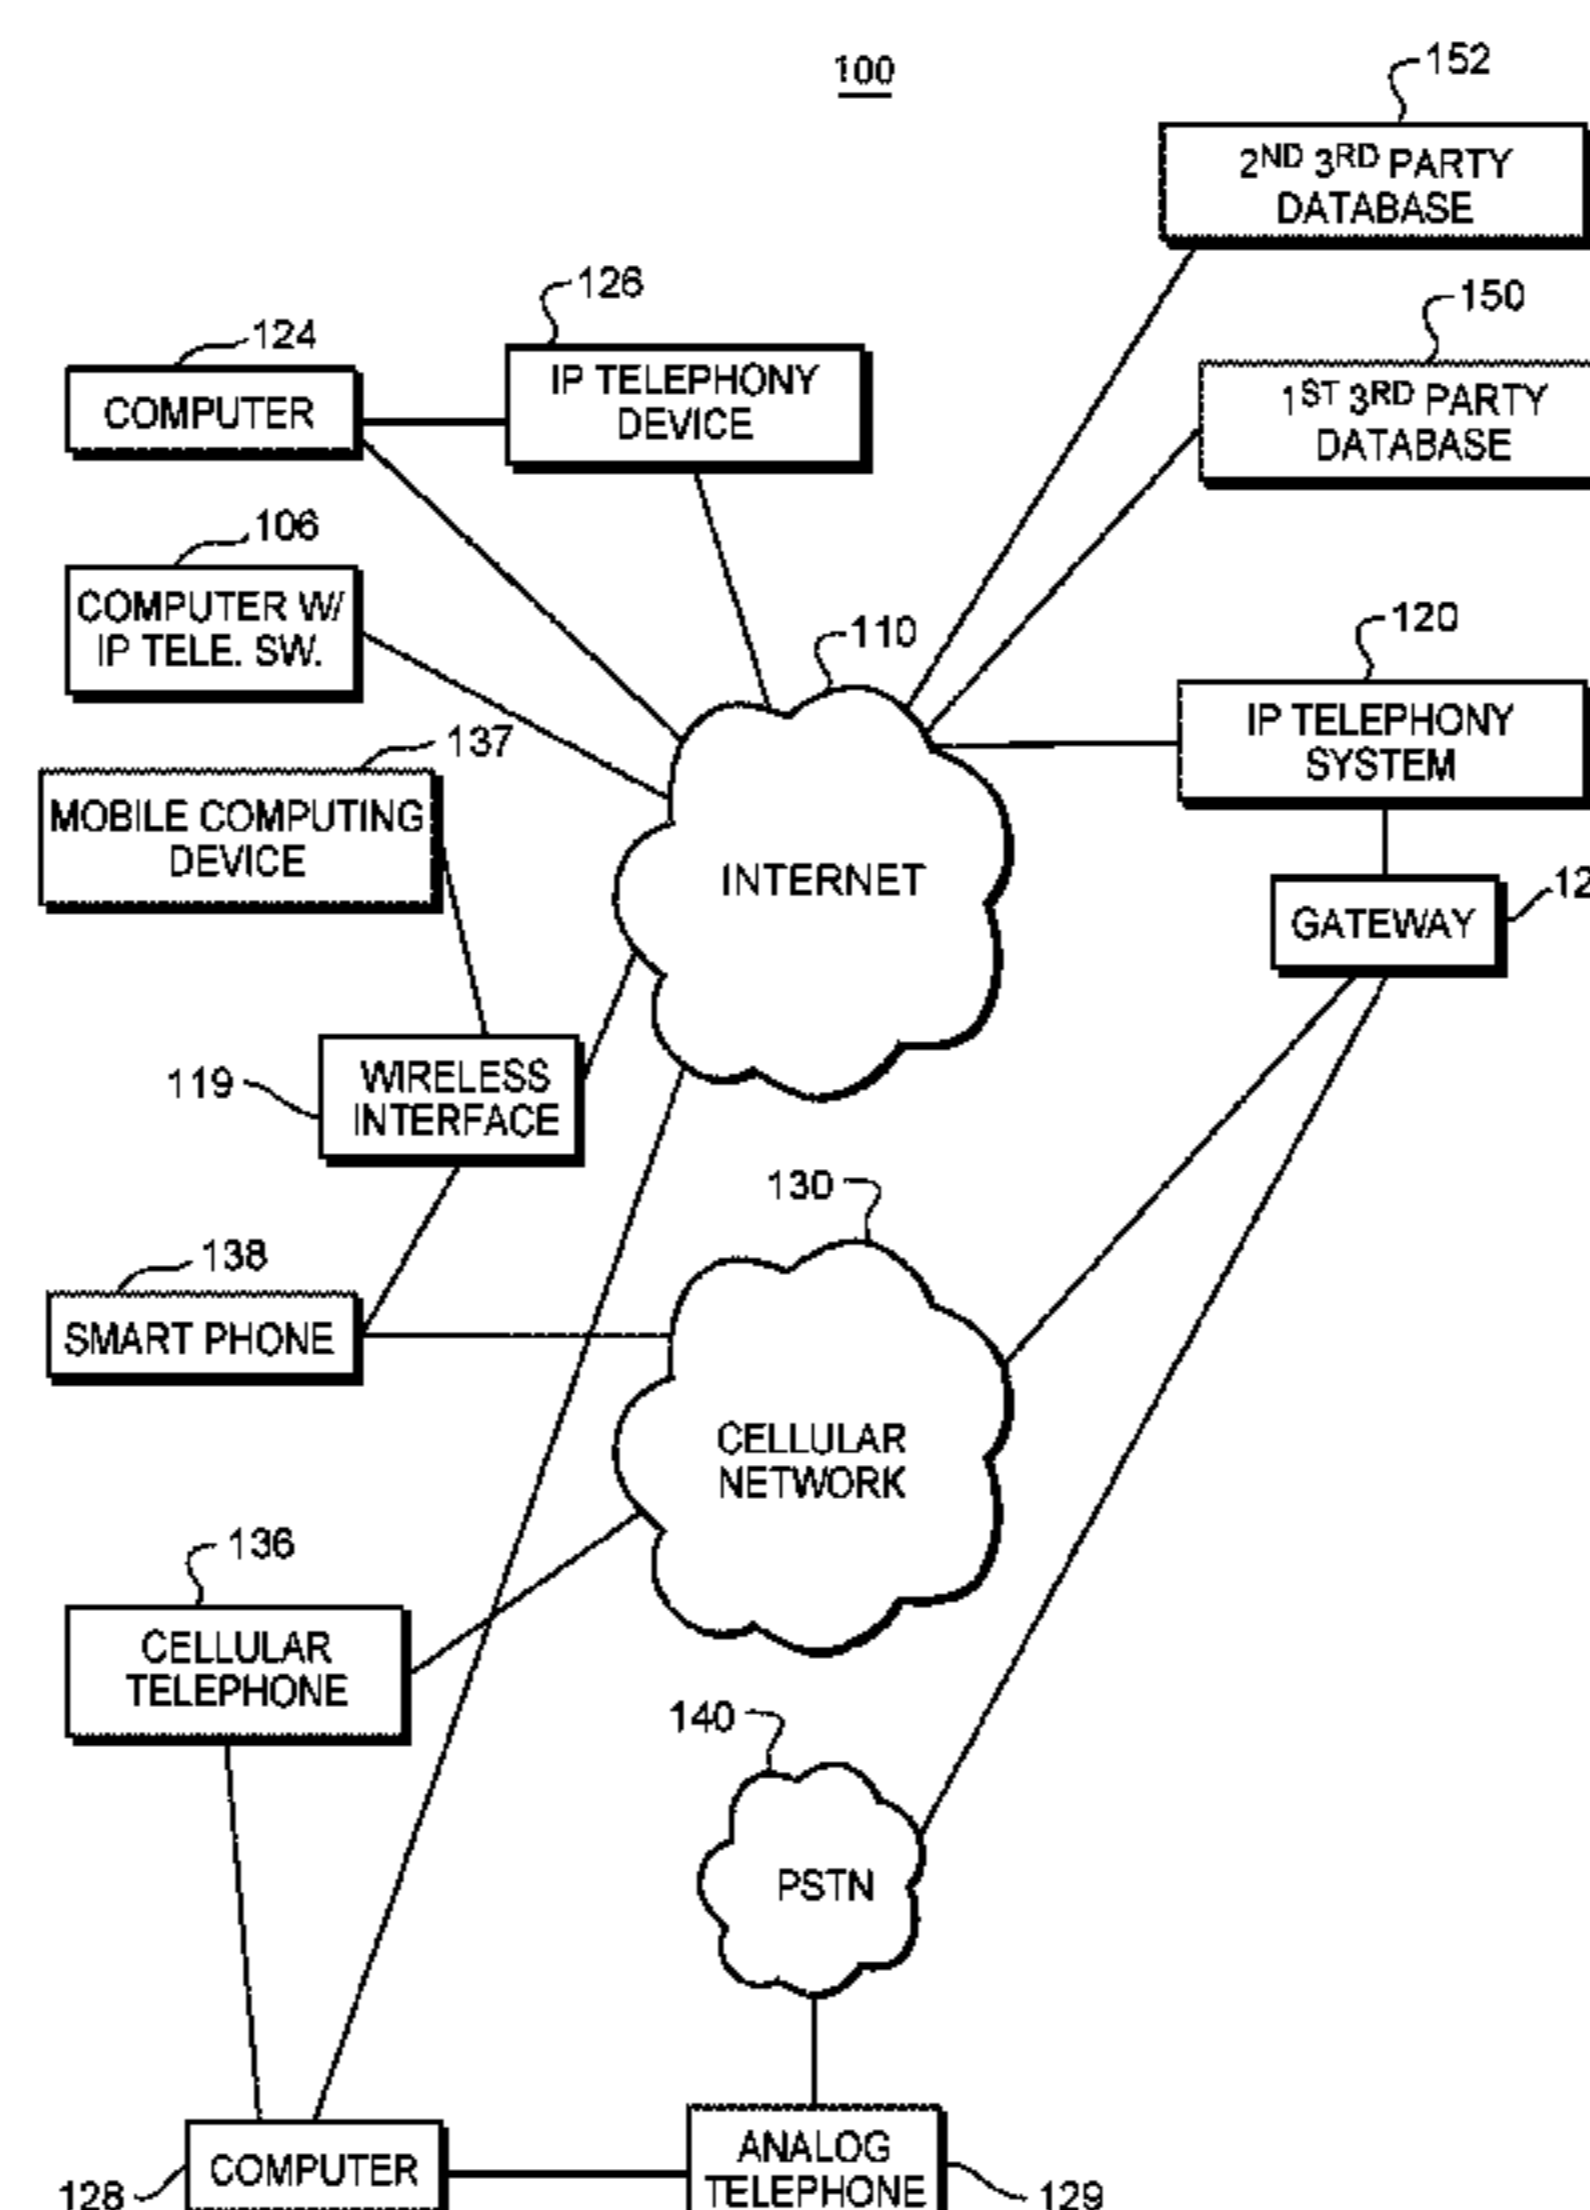 100
152
2ND 3RD PARTY
DATABASE
126
150
124
IP TELEPHONY
DEVICE
1ST 3RD PARTY
DATABASE
COMPUTER
106
COMPUTER W/
IP TELE. SW.
110
120
137
IP TELEPHONY
SYSTEM
MOBILE COMPUTING
DEVICE
INTERNET
12
GATEWAY
119
WIRELESS
INTERFACE
130
138
SMART PHONE
CELLULAR
NETWORK
136
CELLULAR
TELEPHONE
140
PSTN
COMPUTER
128
ANALOG
TELEPHONE
129